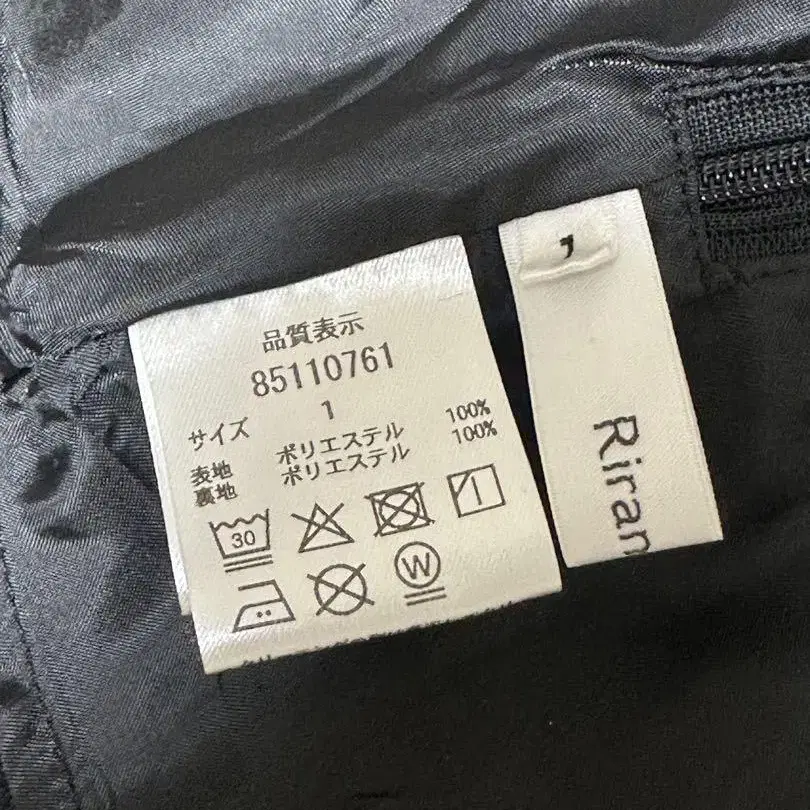 品質表示
85110761
サイズ 1
表地 ポリエステル 100%
裏地 ポリエステル 100%
30
W